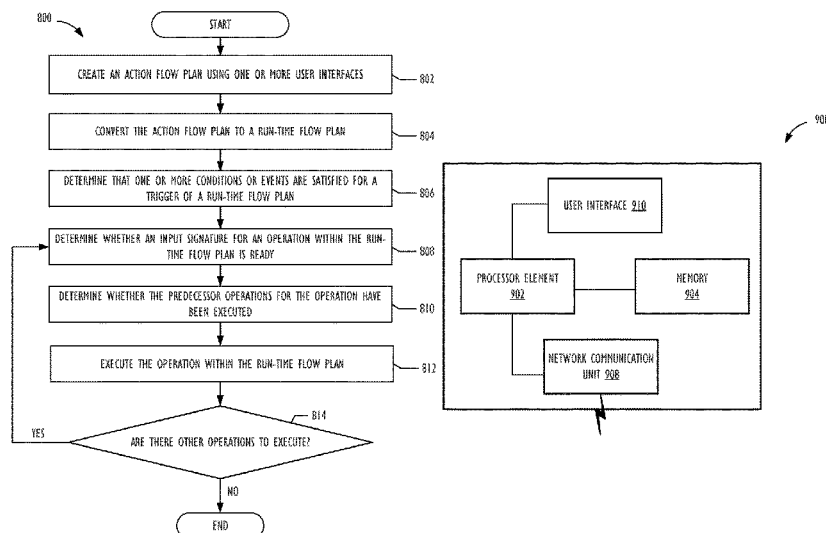 800
START
CREATE AN ACTION FLOW PLAN USING ONE OR MORE USER INTERFACES
802
CONVERT THE ACTION FLOW PLAN TO A RUN-TIME FLOW PLAN
804
DETERMINE THAT ONE OR MORE CONDITIONS OR EVENTS ARE SATISFIED FOR A
TRIGGER OF A RUN-TIME FLOW PLAN
806
DETERMINE WHETHER AN INPUT SIGNATURE FOR AN OPERATION WITHIN THE RUN-
TIME FLOW PLAN IS READY
808
DETERMINE WHETHER THE PREDECESSOR OPERATIONS FOR THE OPERATION HAVE
BEEN EXECUTED
810
EXECUTE THE OPERATION WITHIN THE RUN-TIME FLOW PLAN
812
814
ARE THERE OTHER OPERATIONS TO EXECUTE?
YES
NO
END
900
USER INTERFACE 910
PROCESSOR ELEMENT
902
MEMORY
904
NETWORK COMMUNICATION
UNIT 908